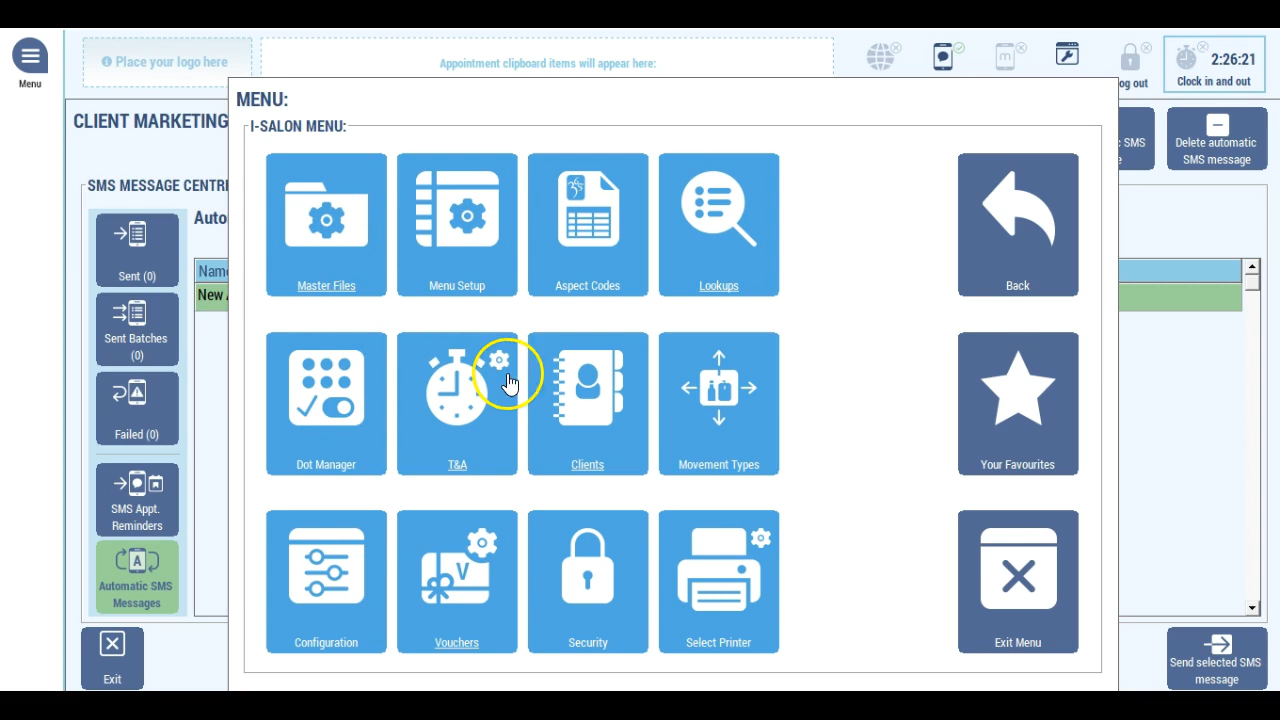 Menu
Place your logo here
Appointment clipboard items will appear here:
og out
2:26:21
Clock in and out
CLIENT MARKETING
MENU:
I-SALON MENU:
SMS
Delete automatic
SMS message
SMS MESSAGE CENTR
Auto
Name
New
Sent (0)
Sent Batches
(0)
Failed (0)
SMS Appt.
Reminders
A
Automatic SMS
Messages
Exit
Master Files
Menu Setup
Aspect Codes
Lookups
Back
Dot Manager
T&A
Clients
Movement Types
Your Favourites
V
Configuration
Vouchers
Security
Select Printer
Exit Menu
Send selected SMS
message